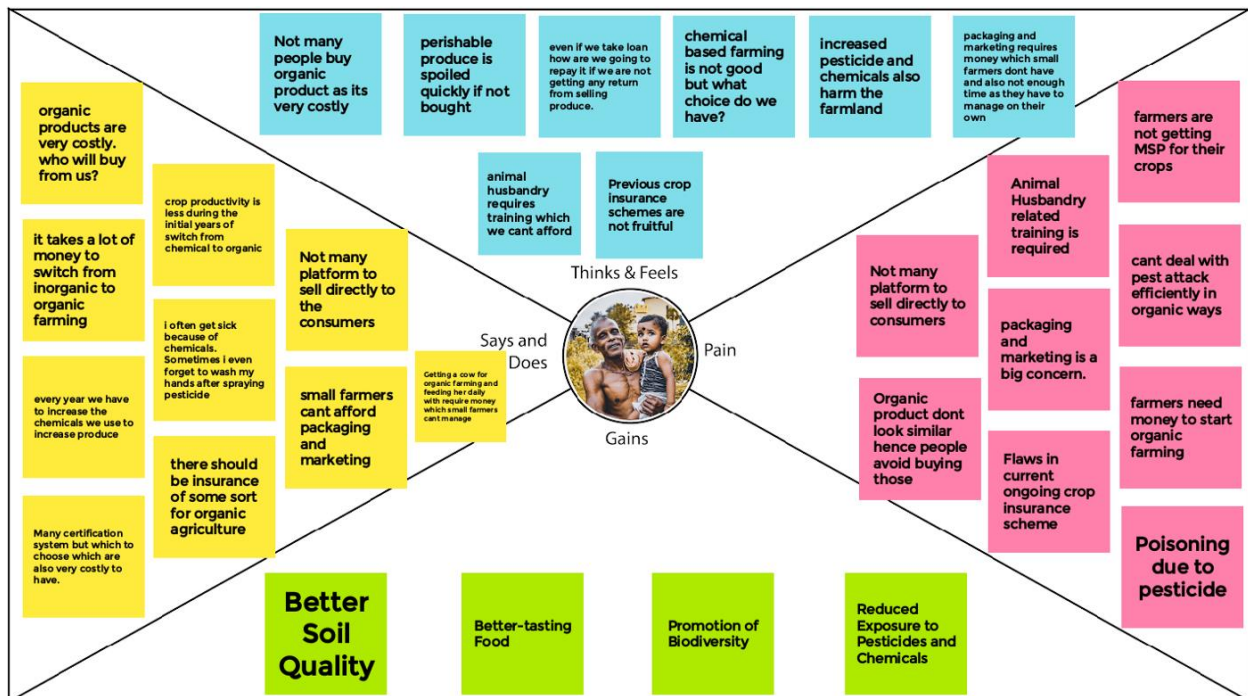 Not many
people buy
organic
product as its
very costly
perishable
produce is
spoiled
quickly if not
bought
even if we take loan
how are we going to
repay it if we are not
getting any return
from selling
produce.
chemical
based farming
is not good
but what
choice do we
have?
increased
pesticide and
chemicals also
harm the
farmland
packaging and
marketing requires
money which small
farmers dont have
and also not enough
time as they have to
manage on their
own
animal
husbandry
requires
training which
we cant afford
Previous crop
insurance
schemes are
not fruitful
Thinks & Feels
organic
products are
very costly.
who will buy
from us?
crop productivity is
less during the
initial years of
switch from
chemical to organic
it takes a lot of
money to
switch from
inorganic to
organic
farming
Not many
platform to
sell directly to
the
consumers
i often get sick
because of
chemicals.
Sometimes i even
forget to wash my
hands after spraying
pesticide
every year we have
to increase the
chemicals we use
to increase produce
small farmers
cant afford
packaging
and
marketing
Getting a cow for
organic farming and
feeding her daily
with require money
which small farmers
cant manage
there should
be insurance
of some sort
for organic
agriculture
Many certification
system but which to
choose which are
also very costly to
have.
Says and
Does
Pain
farmers are
not getting
MSP for their
crops
Animal
Husbandry
related
training is
required
Not many
platform to
sell directly to
consumers
cant deal with
pest attack
efficiently in
organic ways
packaging
and
marketing is a
big concern.
Organic
product dont
look similar
hence people
avoid buying
those
farmers need
money to start
organic
farming
Flaws in
current
ongoing crop
insurance
scheme
Poisoning
due to
pesticide
Gains
Better
Soil
Quality
Better-tasting
Food
Promotion of
Biodiversity
Reduced
Exposure to
Pesticides and
Chemicals